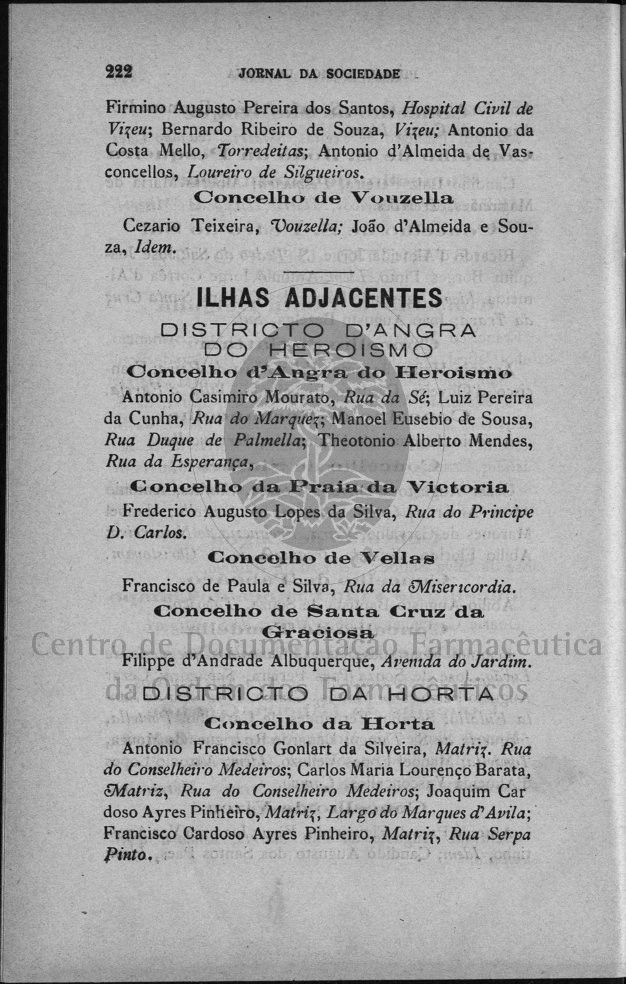 222 JORNAL DA SOCIEDADE
Firmino Augusto Pereira dos Santos, Hospital Civil de
Vizeu; Bernardo Ribeiro de Souza, Vizeu; Antonio da
Costa Mello, Torredeitas; Antonio d'Almeida de Vas-
concellos, Loureiro de Silgueiros.
Concelho de Vouzella
Cezario Teixeira, Vouzella; João d'Almeida e Sou-
za, Idem.
ILHAS ADJACENTES
DISTRICTO D'ANGRA
DO HEROISMO
Concelho d'Angra do Heroismo
Antonio Casimiro Mourato, Rua da Sé; Luiz Pereira
da Cunha, Rua do Marquez; Manoel Eusebio de Sousa,
Rua Duque de Palmella; Theotonio Alberto Mendes,
Rua da Esperança,
Concelho da Praia da Victoria
Frederico Augusto Lopes da Silva, Rua do Principe
D. Carlos.
Concelho de Vellas
Francisco de Paula e Silva, Rua da Misericordia.
Concelho de Santa Cruz da
Graciosa
Centro de Documentação Farmacêutica
Filippe d'Andrade Albuquerque, Avenida do Jardim.
da Ordem dos Farmacêuticos
DISTRICTO DA HORTA
Concelho da Horta
Antonio Francisco Gonlart da Silveira, Matriz. Rua
do Conselheiro Medeiros; Carlos Maria Lourenço Barata,
Matriz, Rua do Conselheiro Medeiros; Joaquim Car
doso Ayres Pinheiro, Matriz, Largo do Marques d'Avila;
Francisco Cardoso Ayres Pinheiro, Matriz, Rua Serpa
Pinto.